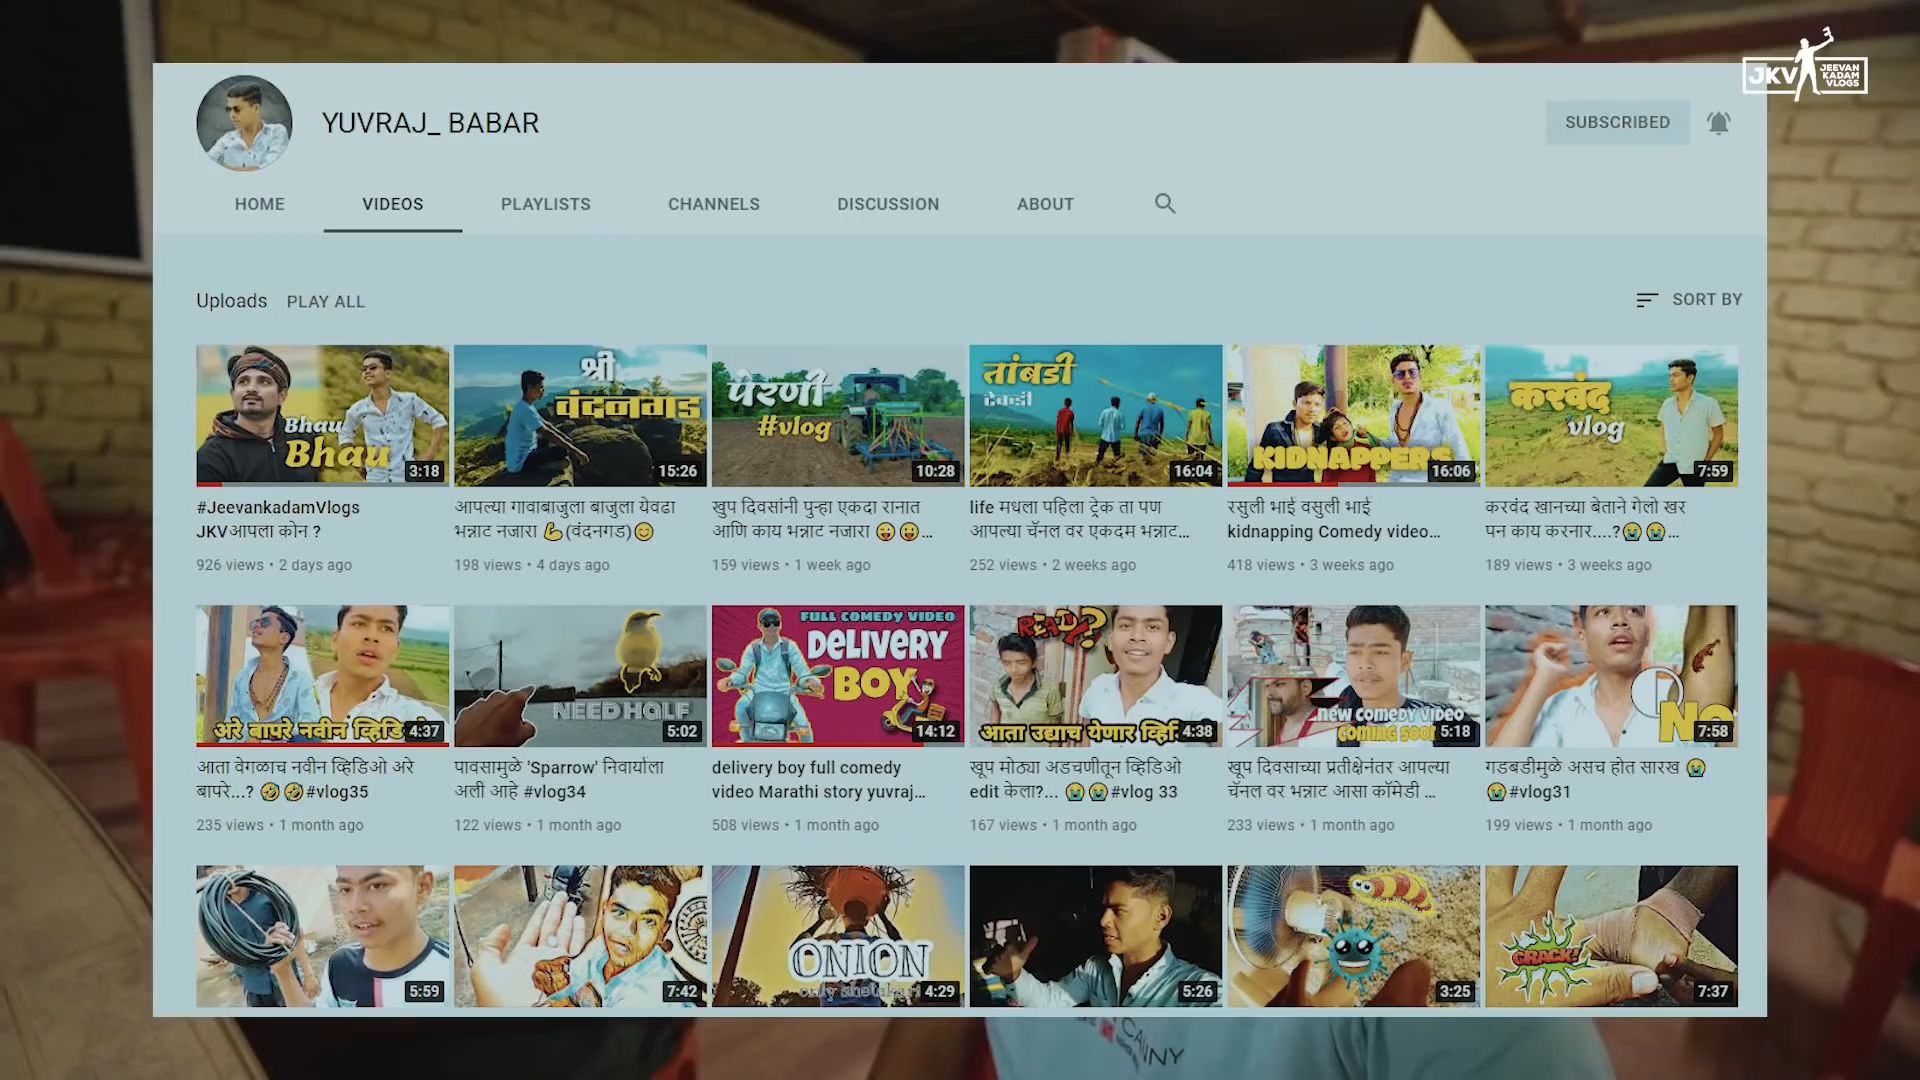 JKV JEEVAN
KADAM
VLOGS
YUVRAJ_ BABAR
SUBSCRIBED
HOME VIDEOS PLAYLISTS CHANNELS DISCUSSION ABOUT
Uploads PLAY ALL
SORT BY
Bhau
Bhau
3:18
श्री
वंदनगड
15:26
पेरणी
#vlog
10:28
तांबडी
टेकडी
16:04
KIDNAPPERS
16:06
करवंद
vlog
7:59
#JeevankadamVlogs
JKVआपला कोन ?
926 views • 2 days ago
आपल्या गावाबाजुला बाजुला येवढा
भन्नाट नजारा 💪(वंदनगड)😊
198 views • 4 days ago
खुप दिवसांनी पुन्हा एकदा रानात
आणि काय भन्नाट नजारा 😜😛...
159 views • 1 week ago
life मधला पहिला ट्रेक ता पण
आपल्या चॅनल वर एकदम भन्नाट...
252 views • 2 weeks ago
रसुली भाई वसुली भाई
kidnapping Comedy video...
418 views • 3 weeks ago
करवंद खानच्या बेताने गेलो खर
पन काय करनार....?😭😭...
189 views • 3 weeks ago
अरे बापरे नवीन व्हिडि
4:37
NEED HOLF
5:02
FULL COMEDY VIDEO
DELIVERY
BOY
14:12
READY?
आता उद्याच येणार व्हि
4:38
new COMEDY VIDEO
COMING SOON
5:18
NO
7:58
आता वेगळाच नवीन व्हिडिओ अरे
बापरे...? 🤣🤣#vlog35
235 views • 1 month ago
पावसामुळे 'Sparrow' निवार्याला
अली आहे #vlog34
122 views • 1 month ago
delivery boy full comedy
video Marathi story yuvraj...
508 views • 1 month ago
खूप मोठ्या अडचणीतून व्हिडिओ
edit केला?... 😭😭#vlog 33
167 views • 1 month ago
खूप दिवसाच्या प्रतीक्षेनंतर आपल्या
चॅनल वर भन्नाट आसा कॉमेडी ...
233 views • 1 month ago
गडबडीमुळे असच होत सारख 😭
😭#vlog31
199 views • 1 month ago
5:59
7:42
ONION
only shetkari
4:29
5:26
3:25
CRACK!
7:37